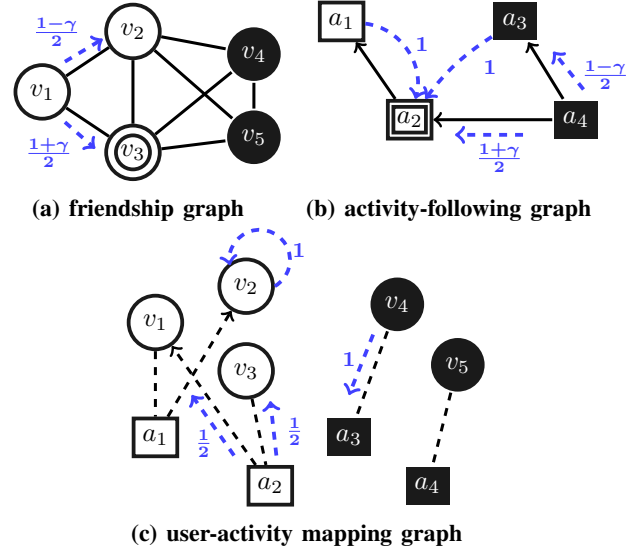 1−γ/2
v2
v4
v1
1+γ/2
v3
v5
(a) friendship graph
a1
1
a3
1
1−γ/2
a2
a4
1+γ/2
(b) activity-following graph
1
v2
v4
v1
1
v3
v5
a1
1/2
1/2
a3
a2
a4
(c) user-activity mapping graph